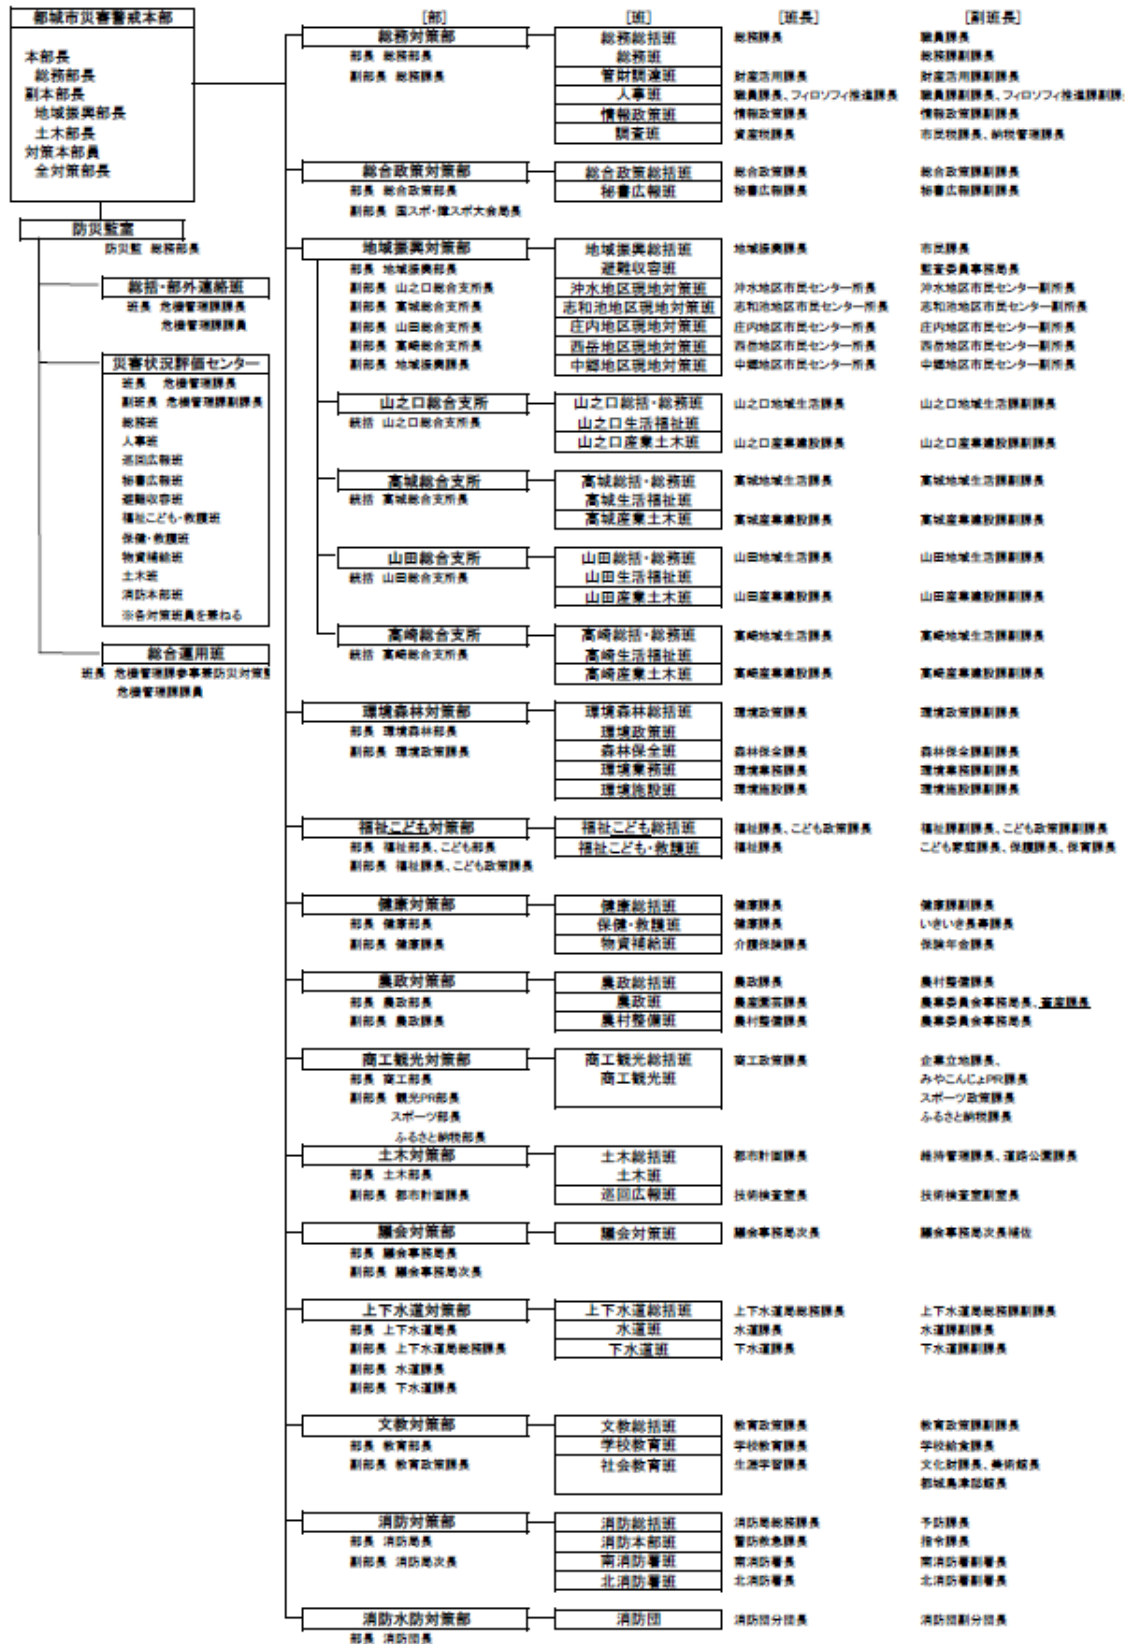 都城市災害警戒本部
本部長
総務部長
副本部長
地域振興部長
土木部長
対策本部員
全対策部長
防災監室
防災監 総務部長
総括・部外連絡班
班長 危機管理課課長
危機管理課課員
災害状況評価センター
班長 危機管理課長
副班長 危機管理課副課長
総務班
人事班
巡回広報班
秘書広報班
避難収容班
福祉こども・救護班
保健・救護班
物資補給班
土木班
消防本部班
※各対策班員を兼ねる
総合運用班
班長 危機管理課参事兼防災対策
危機管理課課員
[部] [班] [班長] [副班長]
総務対策部 総務総括班 総務課長 職員課長
部長 総務部長 総務班 総務課副課長
副部長 総務課長 管財調達班 財産活用課長 財産活用課副課長
人事班 職員課長、フィロソフィ推進課長 職員課副課長、フィロソフィ推進課副課
情報政策班 情報政策課長 情報政策課副課長
調査班 資産税課長 市民税課長、納税管理課長
総合政策対策部 総合政策総括班 総合政策課長 総合政策課副課長
部長 総合政策部長 秘書広報班 秘書広報課長 秘書広報課副課長
副部長 国スポ・障スポ大会局長
地域振興対策部 地域振興総括班 地域振興課長 市民課長
部長 地域振興部長 避難収容班 監査委員事務局長
副部長 山之口総合支所長 沖水地区現地対策班 沖水地区市民センター所長 沖水地区市民センター副所長
副部長 高城総合支所長 志和池地区現地対策班 志和池地区市民センター所長 志和池地区市民センター副所長
副部長 山田総合支所長 庄内地区現地対策班 庄内地区市民センター所長 庄内地区市民センター副所長
副部長 高崎総合支所長 西岳地区現地対策班 西岳地区市民センター所長 西岳地区市民センター副所長
副部長 地域振興課長 中郷地区現地対策班 中郷地区市民センター所長 中郷地区市民センター副所長
山之口総合支所 山之口総括・総務班 山之口地域生活課長 山之口地域生活課副課長
統括 山之口総合支所長 山之口生活福祉班
山之口産業土木班 山之口産業建設課長 山之口産業建設課副課長
高城総合支所 高城総括・総務班 高城地域生活課長 高城地域生活課副課長
統括 高城総合支所長 高城生活福祉班
高城産業土木班 高城産業建設課長 高城産業建設課副課長
山田総合支所 山田総括・総務班 山田地域生活課長 山田地域生活課副課長
統括 山田総合支所長 山田生活福祉班
山田産業土木班 山田産業建設課長 山田産業建設課副課長
高崎総合支所 高崎総括・総務班 高崎地域生活課長 高崎地域生活課副課長
統括 高崎総合支所長 高崎生活福祉班
高崎産業土木班 高崎産業建設課長 高崎産業建設課副課長
環境森林対策部 環境森林総括班 環境政策課長 環境政策課副課長
部長 環境森林部長 環境政策班
副部長 環境政策課長 森林保全班 森林保全課長 森林保全課副課長
環境業務班 環境業務課長 環境業務課副課長
環境施設班 環境施設課長 環境施設課副課長
福祉こども対策部 福祉こども総括班 福祉課長、こども政策課長 福祉課副課長、こども政策課副課長
部長 福祉部長、こども部長 福祉こども・救護班 福祉課長 こども家庭課長、保護課長、保育課長
副部長 福祉課長、こども政策課長
健康対策部 健康総括班 健康課長 健康課副課長
部長 健康部長 保健・救護班 健康課長 いきいき長寿課長
副部長 健康課長 物資補給班 介護保険課長 保険年金課長
農政対策部 農政総括班 農政課長 農村整備課長
部長 農政部長 農政班 農産園芸課長 農業委員会事務局長、畜産課長
副部長 農政課長 農村整備班 農村整備課長 農業委員会事務局長
商工観光対策部 商工観光総括班 商工政策課長 企業立地課長、
部長 商工部長 商工観光班 みやこんじょPR課長
副部長 観光PR部長 スポーツ政策課長
スポーツ部長 ふるさと納税課長
ふるさと納税部長
土木対策部 土木総括班 都市計画課長 維持管理課長、道路公園課長
部長 土木部長 土木班
副部長 都市計画課長 巡回広報班 技術検査室長 技術検査室副室長
議会対策部 議会対策班 議会事務局次長 議会事務局次長補佐
部長 議会事務局長
副部長 議会事務局次長
上下水道対策部 上下水道総括班 上下水道局総務課長 上下水道局総務課副課長
部長 上下水道局長 水道班 水道課長 水道課副課長
副部長 上下水道局総務課長 下水道班 下水道課長 下水道課副課長
副部長 水道課長
副部長 下水道課長
文教対策部 文教総括班 教育政策課長 教育政策課副課長
部長 教育部長 学校教育班 学校教育課長 学校給食課長
副部長 教育政策課長 社会教育班 生涯学習課長 文化財課長、美術館長
都城島津邸館長
消防対策部 消防総括班 消防局総務課長 予防課長
部長 消防局長 消防本部班 警防救急課長 指令課長
副部長 消防局次長 南消防署班 南消防署長 南消防署副署長
北消防署班 北消防署長 北消防署副署長
消防水防対策部 消防団 消防団分団長 消防団副分団長
部長 消防団長